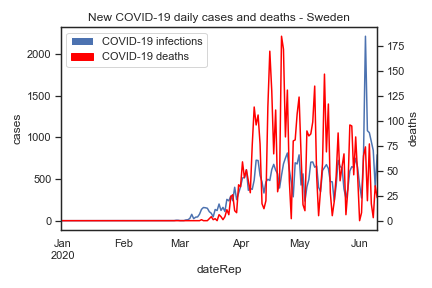 New COVID-19 daily cases and deaths - Sweden
COVID-19 infections
COVID-19 deaths
2000
1500
1000
500
0
cases
175
150
125
100
75
50
25
0
deaths
Jan
2020
Feb
Mar
Apr
May
Jun
dateRep